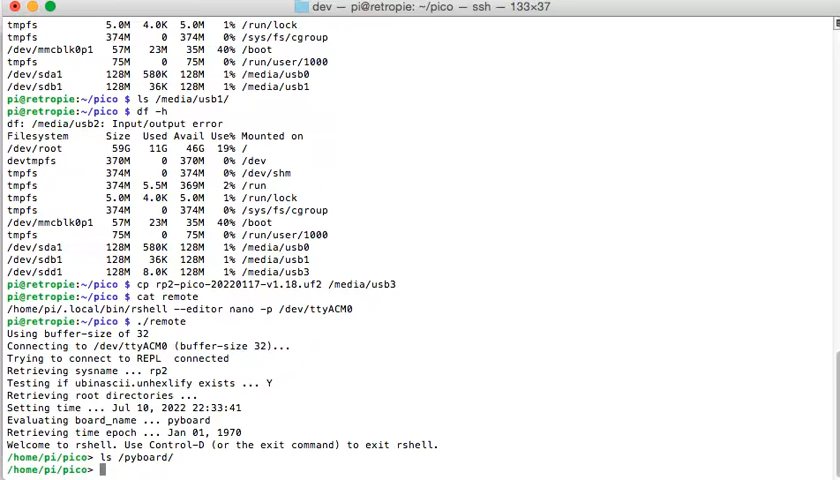 dev — pi@retropie: ~/pico — ssh — 133×37
tmpfs 5.0M 4.0K 5.0M 1% /run/lock
tmpfs 374M 0 374M 0% /sys/fs/cgroup
/dev/mmcblk0p1 57M 23M 35M 40% /boot
tmpfs 75M 0 75M 0% /run/user/1000
/dev/sda1 128M 580K 128M 1% /media/usb0
/dev/sdb1 128M 36K 128M 1% /media/usb1
pi@retropie:~/pico $ ls /media/usb1/
pi@retropie:~/pico $ df -h
df: /media/usb2: Input/output error
Filesystem Size Used Avail Use% Mounted on
/dev/root 59G 11G 46G 19% /
devtmpfs 370M 0 370M 0% /dev
tmpfs 374M 0 374M 0% /dev/shm
tmpfs 374M 5.5M 369M 2% /run
tmpfs 5.0M 4.0K 5.0M 1% /run/lock
tmpfs 374M 0 374M 0% /sys/fs/cgroup
/dev/mmcblk0p1 57M 23M 35M 40% /boot
tmpfs 75M 0 75M 0% /run/user/1000
/dev/sda1 128M 580K 128M 1% /media/usb0
/dev/sdb1 128M 36K 128M 1% /media/usb1
/dev/sdd1 128M 8.0K 128M 1% /media/usb3
pi@retropie:~/pico $ cp rp2-pico-20220117-v1.18.uf2 /media/usb3
pi@retropie:~/pico $ cat remote
/home/pi/.local/bin/rshell --editor nano -p /dev/ttyACM0
pi@retropie:~/pico $ ./remote
Using buffer-size of 32
Connecting to /dev/ttyACM0 (buffer-size 32)...
Trying to connect to REPL  connected
Retrieving sysname ... rp2
Testing if ubinascii.unhexlify exists ... Y
Retrieving root directories ...
Setting time ... Jul 10, 2022 22:33:41
Evaluating board_name ... pyboard
Retrieving time epoch ... Jan 01, 1970
Welcome to rshell. Use Control-D (or the exit command) to exit rshell.
/home/pi/pico> ls /pyboard/
/home/pi/pico>